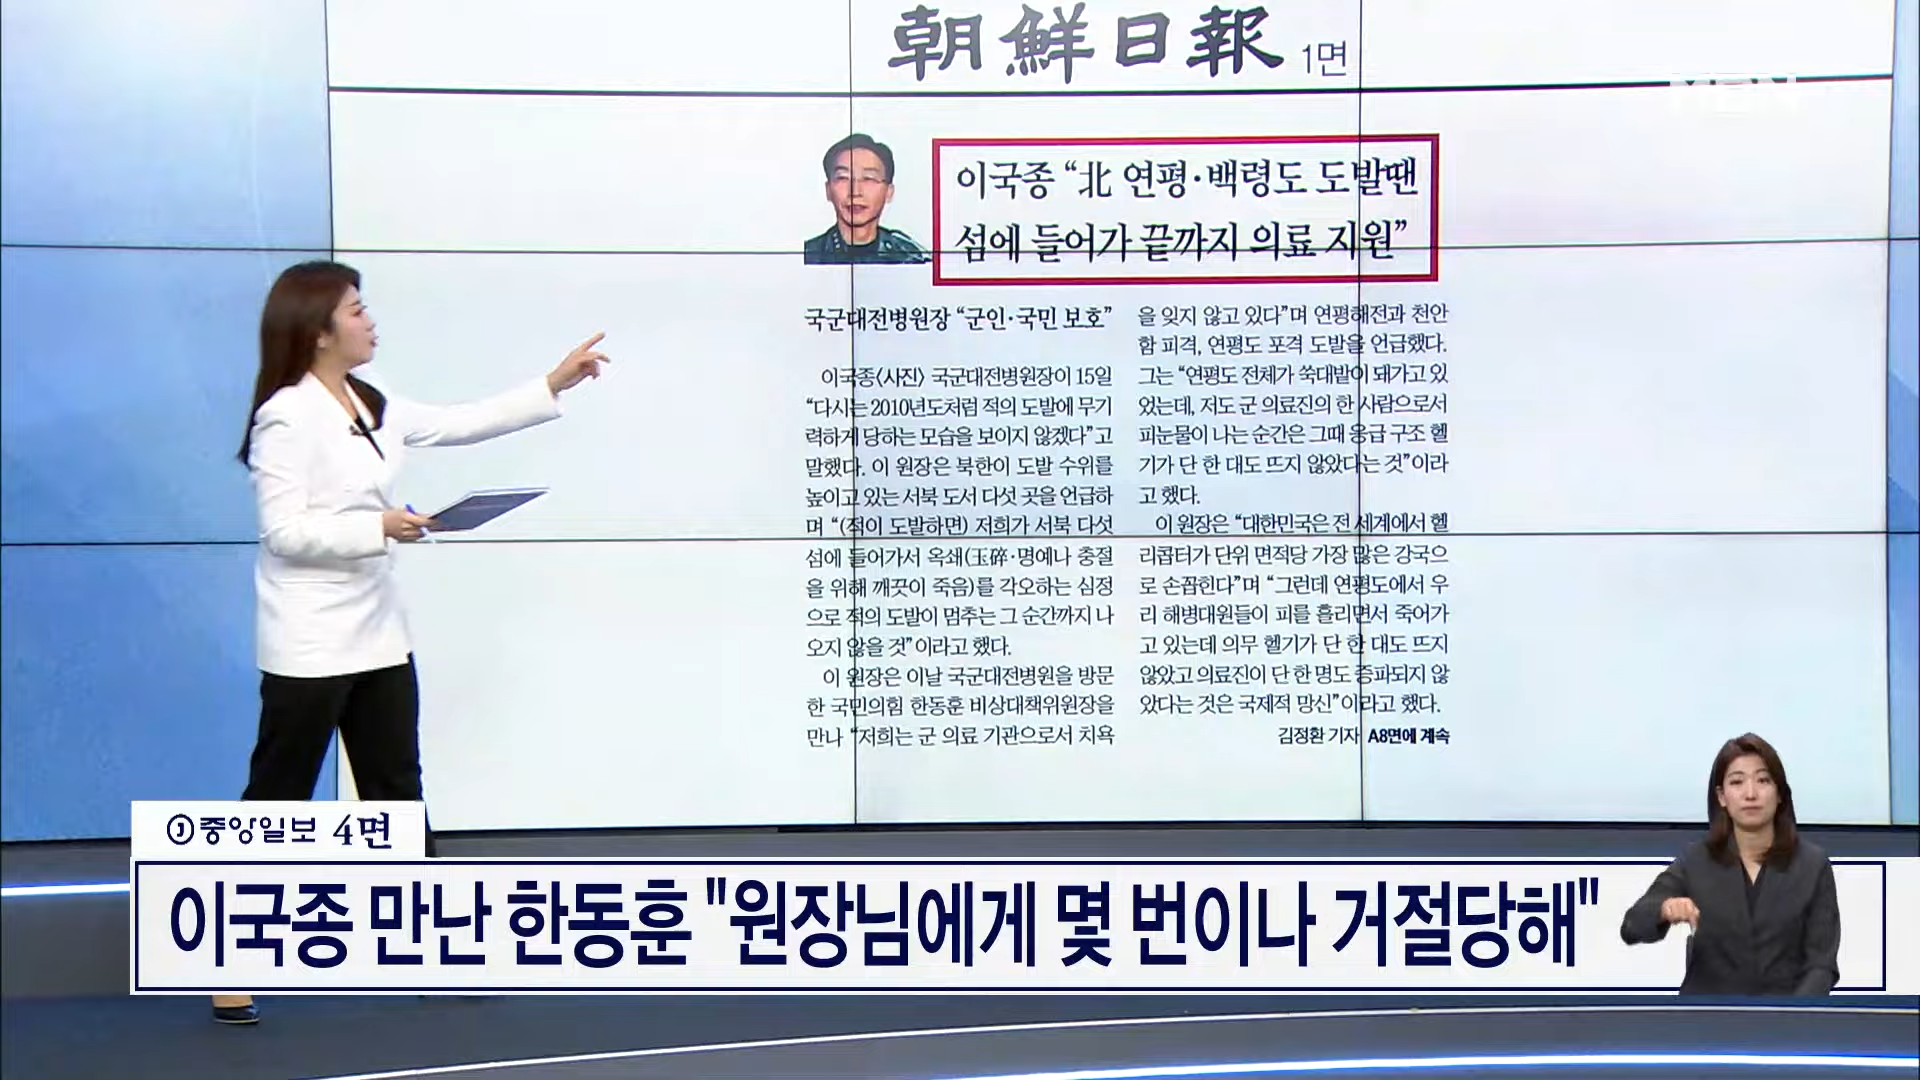 朝鮮日報 1면
MBN
이국종 “北 연평·백령도 도발땐
섬에 들어가 끝까지 의료 지원”
국군대전병원장 “군인·국민 보호”
이국종<사진> 국군대전병원장이 15일
“다시는 2010년도처럼 적의 도발에 무기
력하게 당하는 모습을 보이지 않겠다”고
말했다. 이 원장은 북한이 도발 수위를
높이고 있는 서북 도서 다섯 곳을 언급하
며 “(적이 도발하면) 저희가 서북 다섯
섬에 들어가서 옥쇄(玉碎·명예나 충절
을 위해 깨끗이 죽음)를 각오하는 심정
으로 적의 도발이 멈추는 그 순간까지 나
오지 않을 것”이라고 했다.
이 원장은 이날 국군대전병원을 방문
한 국민의힘 한동훈 비상대책위원장을
만나 “저희는 군 의료 기관으로서 치욕
을 잊지 않고 있다”며 연평해전과 천안
함 피격, 연평도 포격 도발을 언급했다.
그는 “연평도 전체가 쑥대밭이 돼가고 있
었는데, 저도 군 의료진의 한 사람으로서
피눈물이 나는 순간은 그때 응급 구조 헬
기가 단 한 대도 뜨지 않았다는 것”이라
고 했다.
이 원장은 “대한민국은 전 세계에서 헬
리콥터가 단위 면적당 가장 많은 강국으
로 손꼽힌다”며 “그런데 연평도에서 우
리 해병대원들이 피를 흘리면서 죽어가
고 있는데 의무 헬기가 단 한 대도 뜨지
않았고 의료진이 단 한 명도 증파되지 않
았다는 것은 국제적 망신”이라고 했다.
김정환 기자 A8면에 계속
중앙일보 4면
이국종 만난 한동훈 "원장님에게 몇 번이나 거절당해"